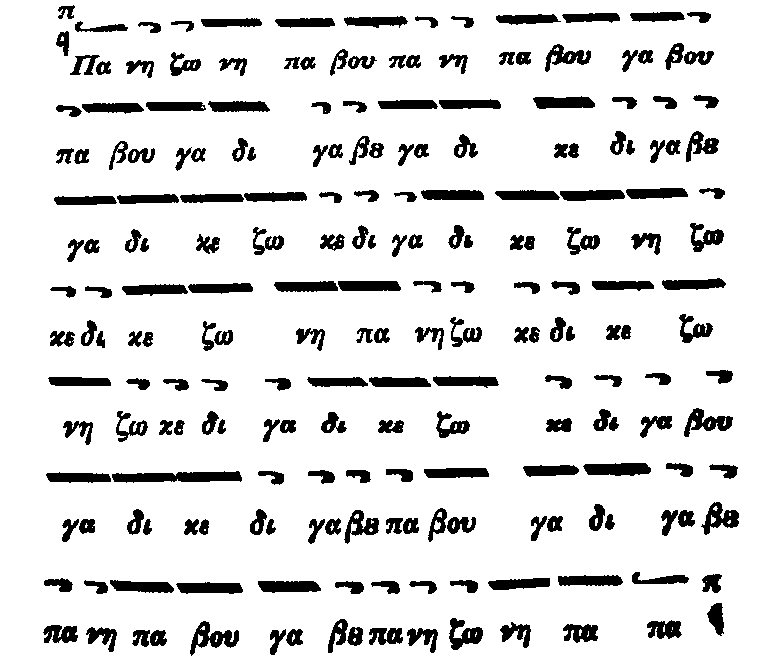 π
q
Πα νη ζω νη πα βου πα νη πα βου γα βου
πα βου γα δι γα βȣ γα δι κε δι γα βȣ
γα δι κε ζω κε δι γα δι κε ζω νη ζω
κε δι κε ζω νη πα νη ζω κε δι κε ζω
νη ζω κε δι γα δι κε ζω κε δι γα βου
γα δι κε δι γα βȣ πα βου γα δι γα βȣ
π
πα νη πα βου γα βȣ πα νη ζω νη πα πα